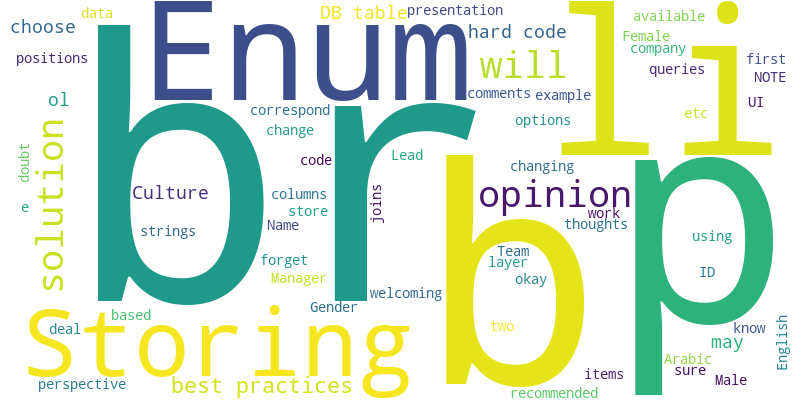 data
choose
positions
Enum
DB table
presentation
hard code
li
available
Female
company
first
queries
NOTE
UI
will
comments
example
etc
br
correspond
change
options
ol
solution
doubt
e
code
Lead
changing
Culture
columns
store
joins
b
opinion
p
work
thoughts
strings
Name
using
Team
layer
okay
ID
forget
Manager
welcoming
Gender
Storing
based
deal
two
know
may
English
perspective
best practices
Arabic
sure
items
Male
recommended